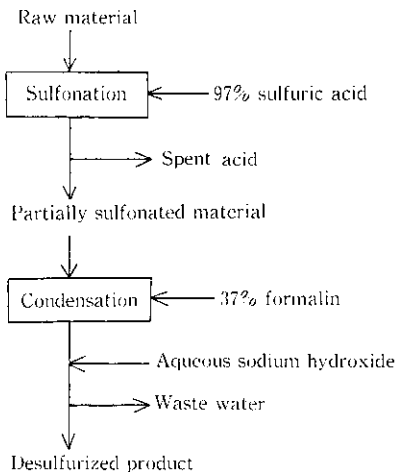 Raw material
Sulfonation
97% sulfuric acid
Spent acid
Partially sulfonated material
Condensation
37% formalin
Aqueous sodium hydroxide
Waste water
Desulfurized product